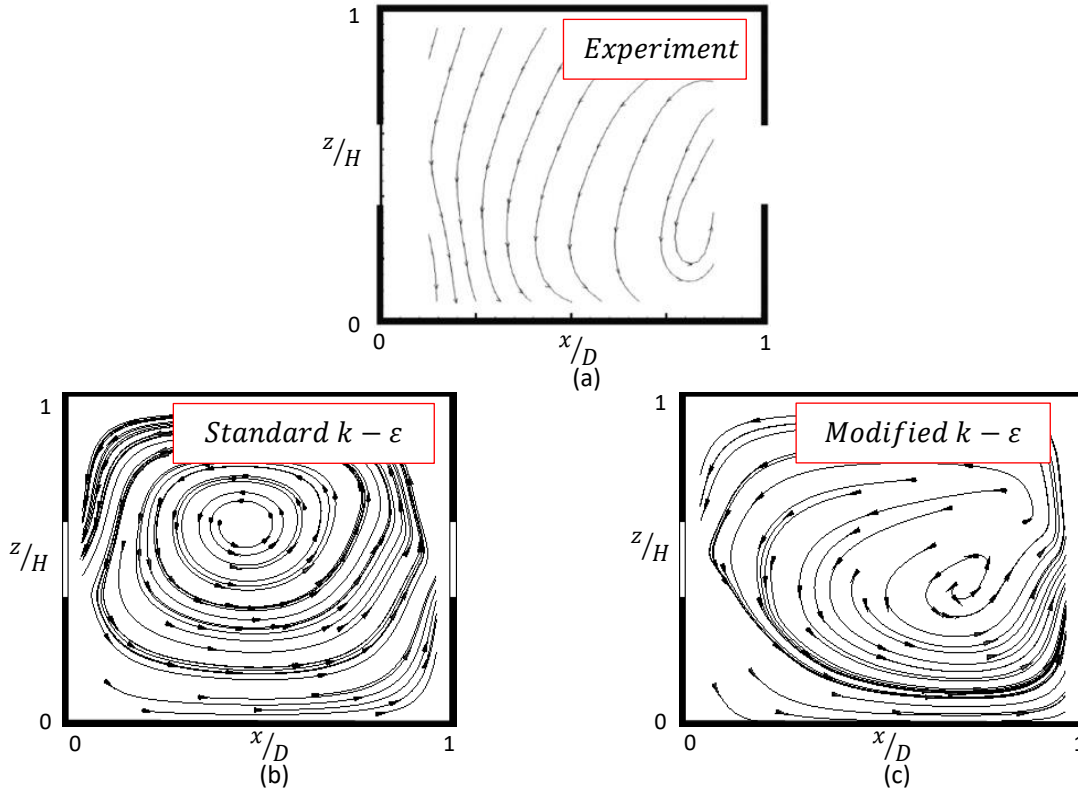 1
Experiment
z/H
0
0
x/D
1
(a)
1
Standard k − ε
z/H
0
0
x/D
1
(b)
1
Modified k − ε
z/H
0
0
x/D
1
(c)